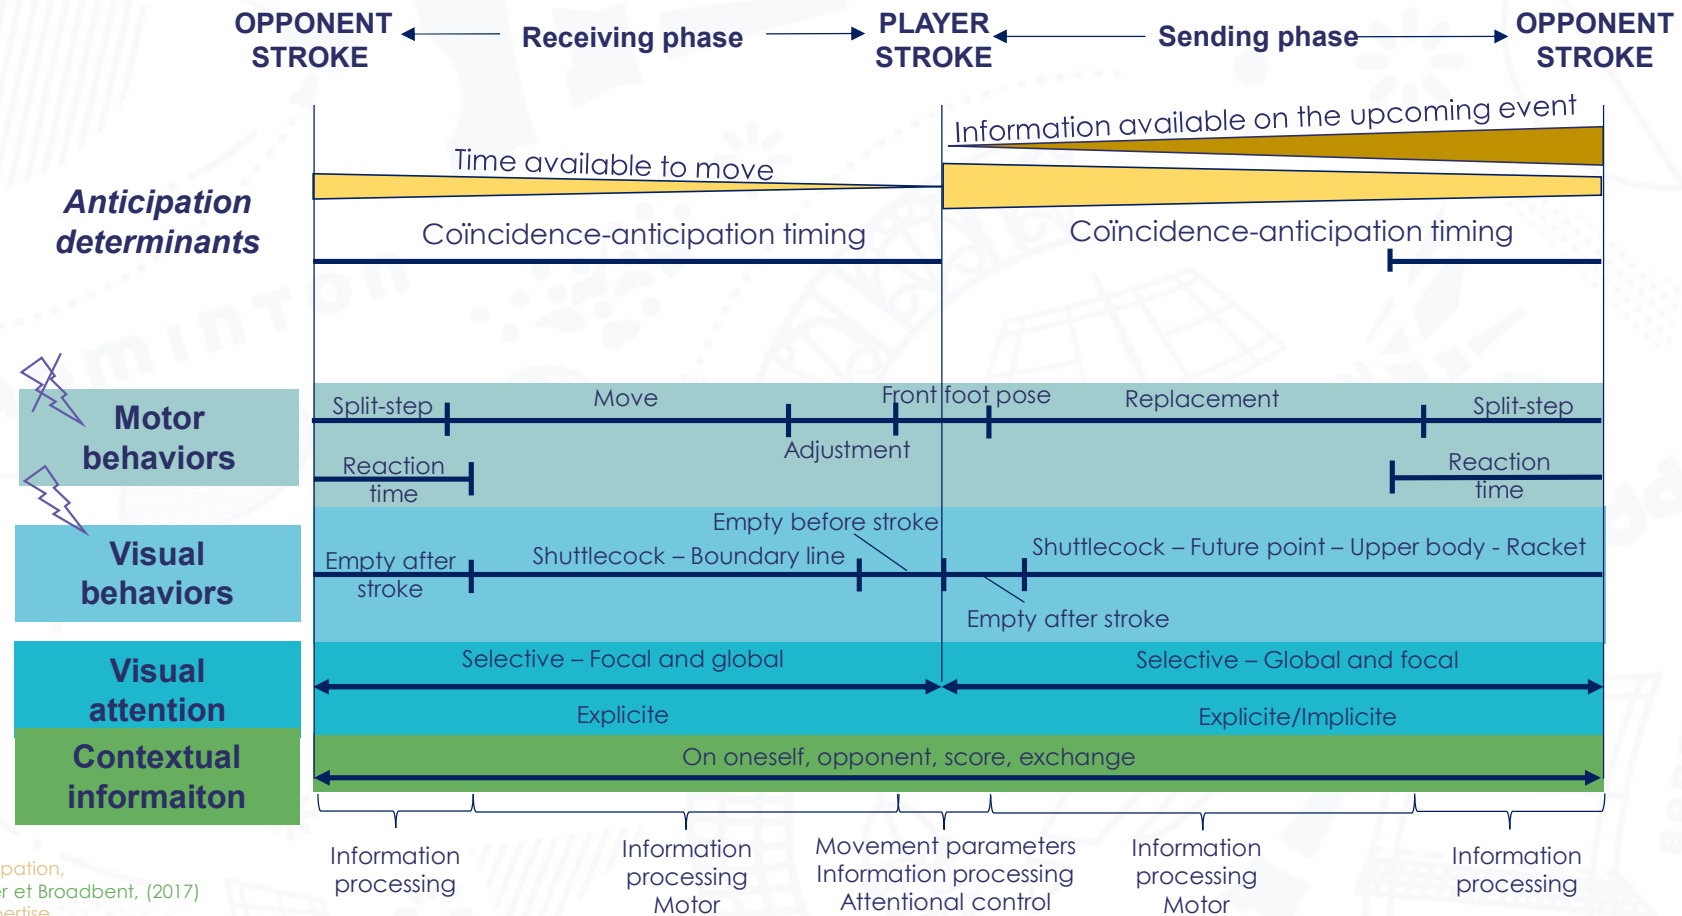 OPPONENT
STROKE
Receiving phase
PLAYER
STROKE
Sending phase
OPPONENT
STROKE
Information available on the upcoming event
Time available to move
Anticipation
determinants
Coïncidence-anticipation timing
Coïncidence-anticipation timing
Motor
behaviors
Split-step
Move
Front foot pose
Replacement
Split-step
Adjustment
Reaction
time
Reaction
time
Visual
behaviors
Empty before stroke
Empty after
stroke
Shuttlecock – Boundary line
Shuttlecock – Future point – Upper body - Racket
Empty after stroke
Visual
attention
Selective – Focal and global
Selective – Global and focal
Explicite
Explicite/Implicite
Contextual
informaiton
On oneself, opponent, score, exchange
Information
processing
Information
processing
Motor
Movement parameters
Information processing
Attentional control
Information
processing
Motor
Information
processing
et Broadbent, (2017)